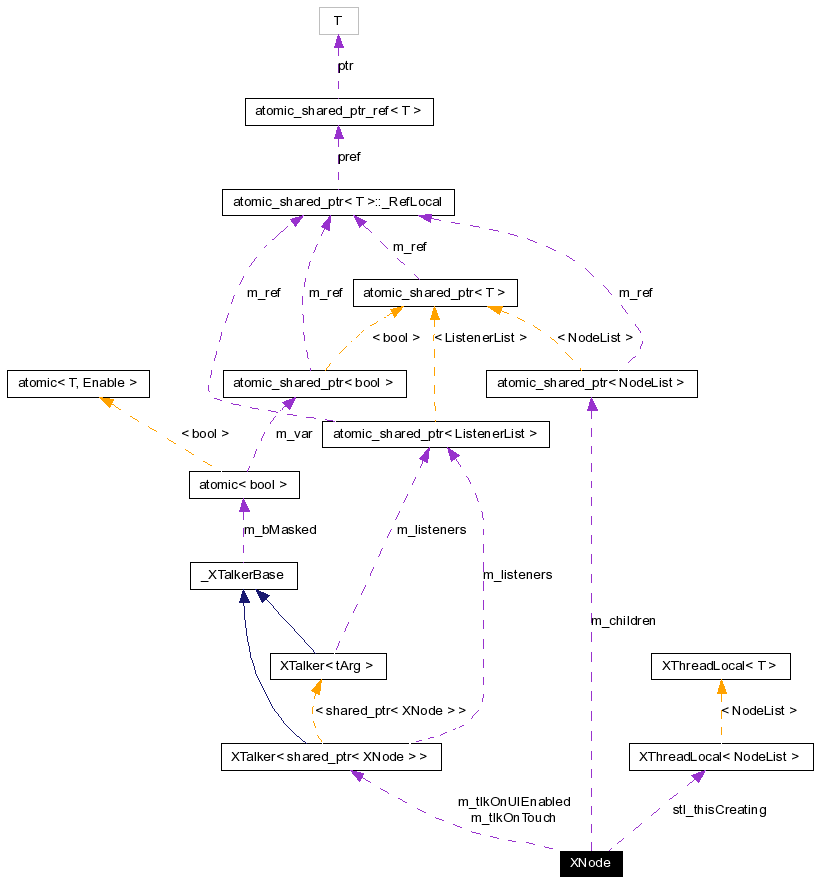 T
ptr
atomic_shared_ptr_ref< T >
pref
atomic_shared_ptr< T >::_RefLocal
m_ref
m_ref
m_ref
m_ref
atomic_shared_ptr< T >
< bool >
< ListenerList >
< NodeList >
atomic< T, Enable >
atomic_shared_ptr< bool >
atomic_shared_ptr< NodeList >
< bool >
m_var
atomic_shared_ptr< ListenerList >
atomic< bool >
m_bMasked
m_listeners
_XTalkerBase
m_listeners
m_children
XTalker< tArg >
XThreadLocal< T >
< shared_ptr< XNode > >
< NodeList >
XTalker< shared_ptr< XNode > >
XThreadLocal< NodeList >
m_tlkOnUIEnabled
m_tlkOnTouch
stl_thisCreating
XNode